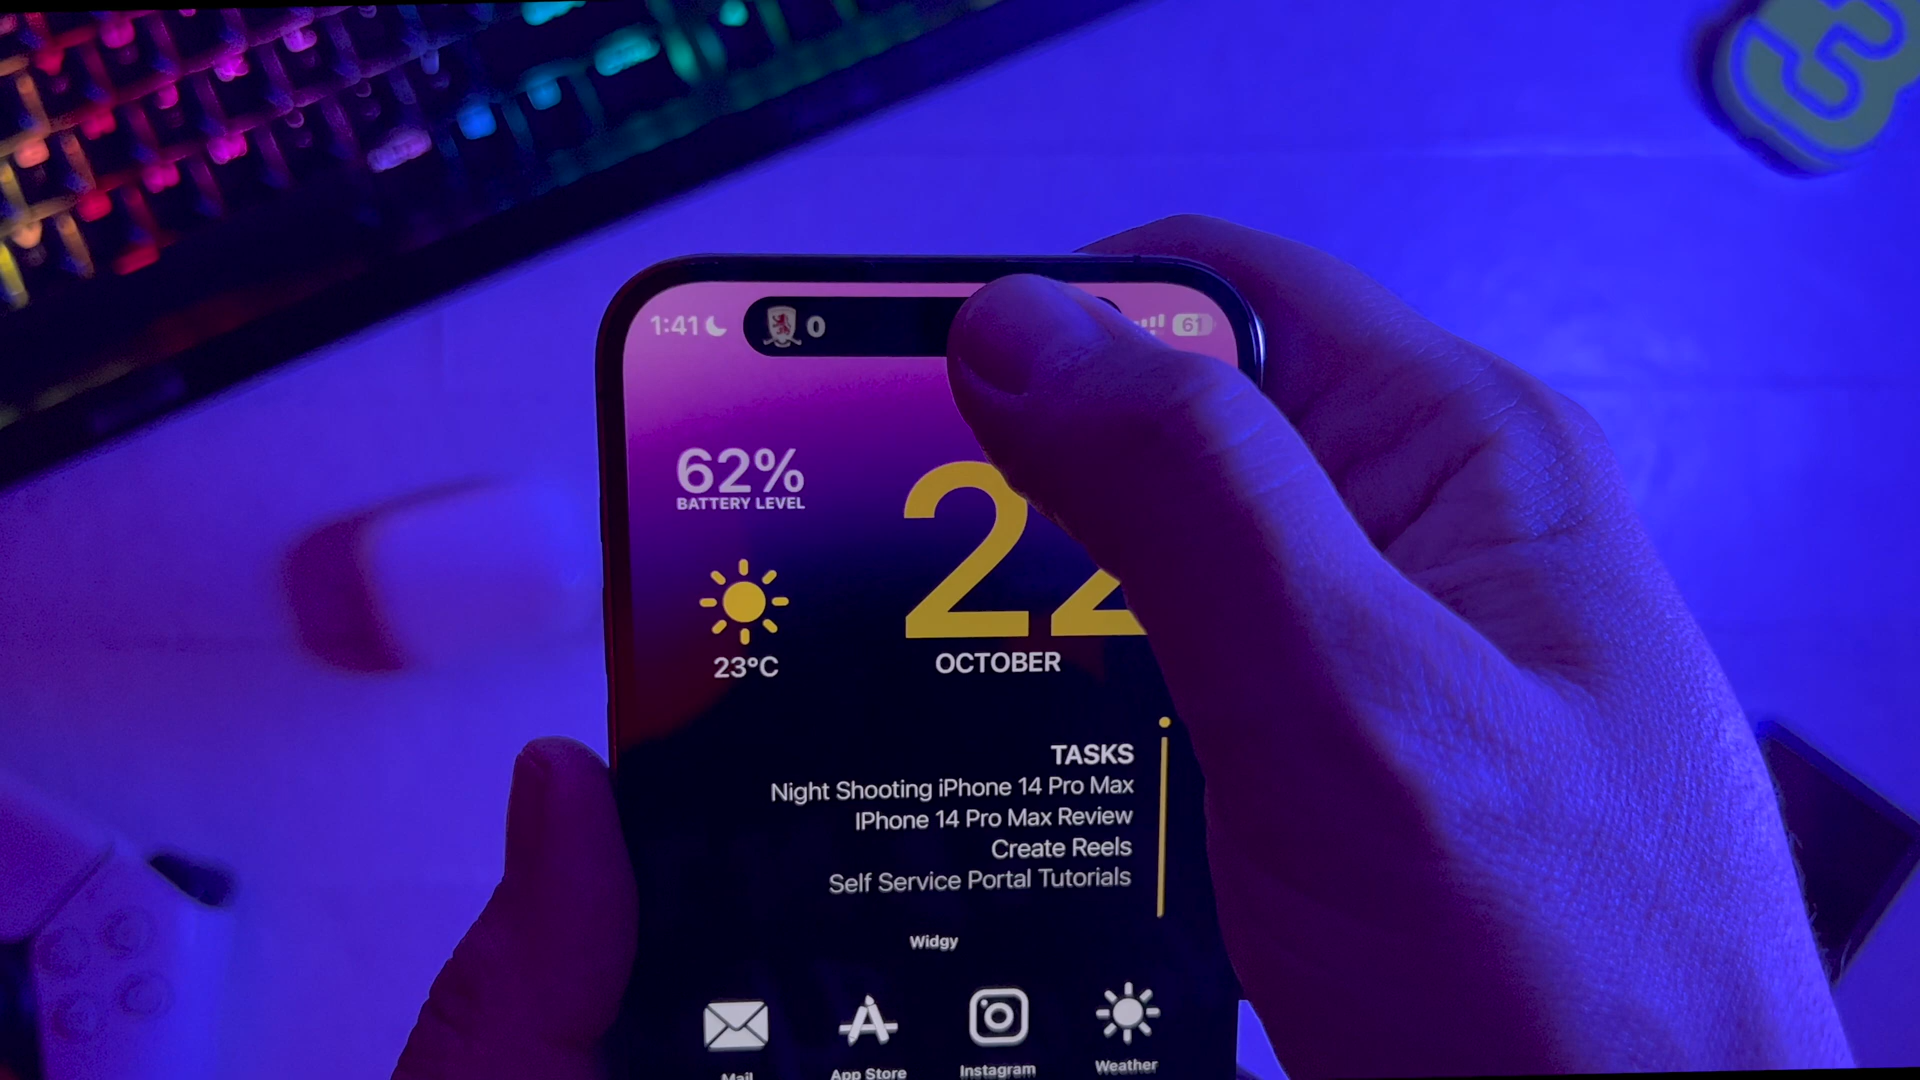 1:41
0
61
62%
BATTERY LEVEL
23°C
22
OCTOBER
TASKS
Night Shooting iPhone 14 Pro Max
IPhone 14 Pro Max Review
Create Reels
Self Service Portal Tutorials
Widgy
Mail
App Store
Instagram
Weather